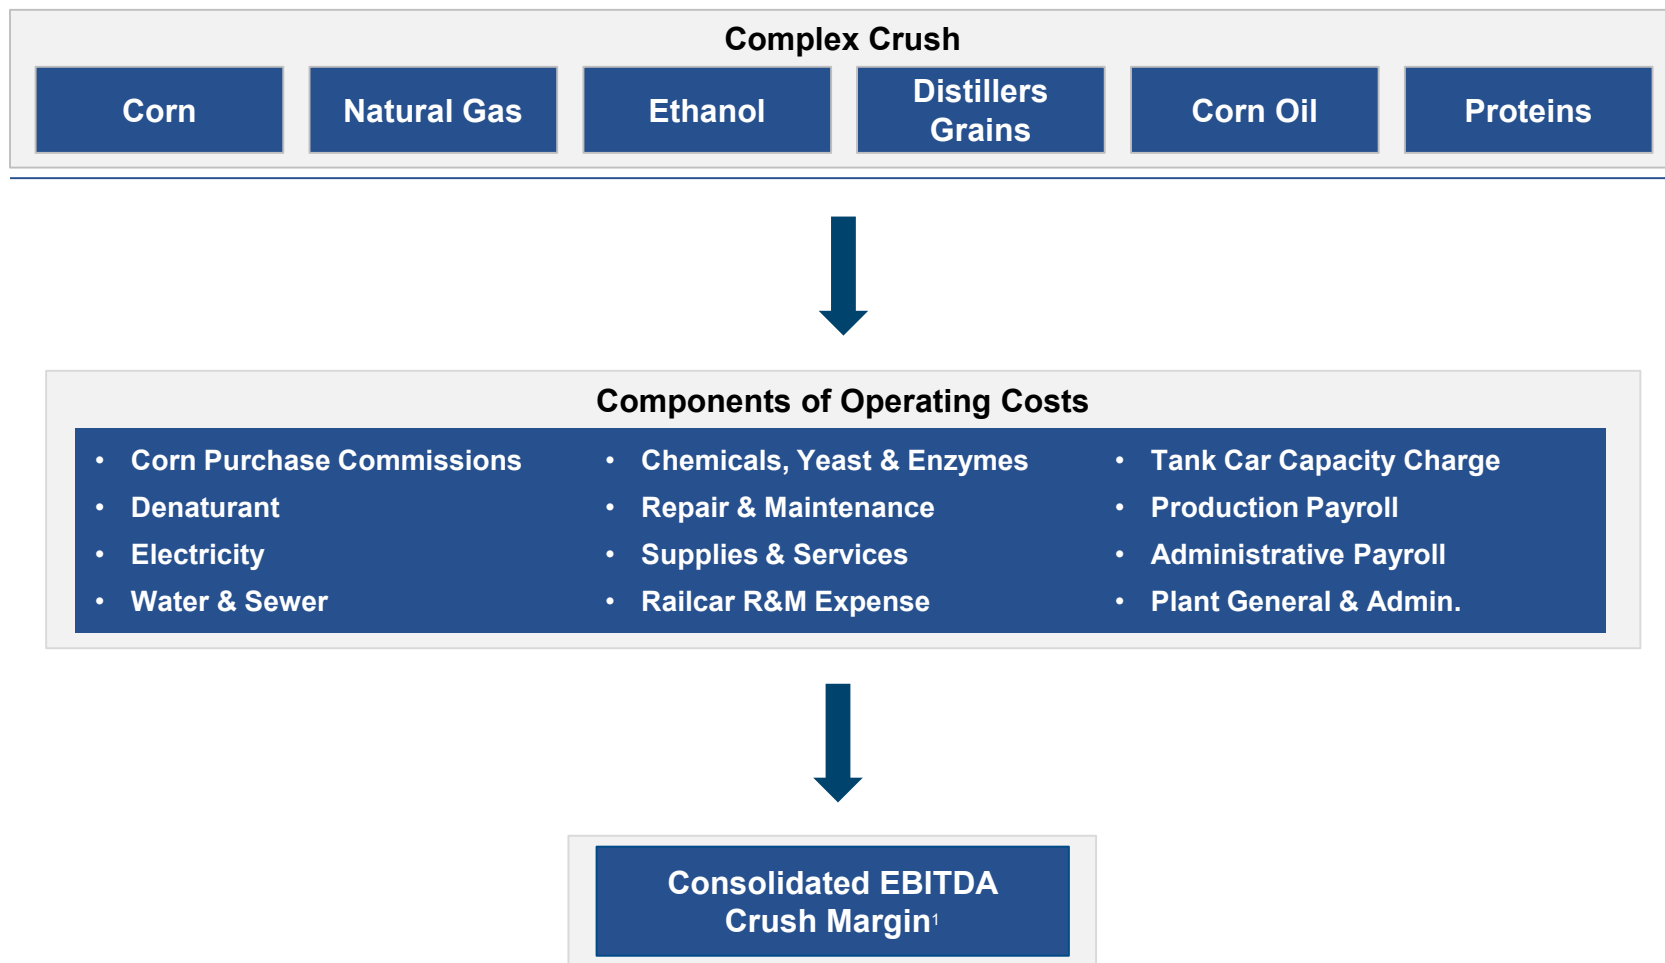 Complex Crush
Corn
Natural Gas
Ethanol
Distillers
Grains
Corn Oil
Proteins
Components of Operating Costs
• Corn Purchase Commissions
• Denaturant
• Electricity
• Water & Sewer
• Chemicals, Yeast & Enzymes
• Repair & Maintenance
• Supplies & Services
• Railcar R&M Expense
• Tank Car Capacity Charge
• Production Payroll
• Administrative Payroll
• Plant General & Admin.
Consolidated EBITDA
Crush Margin¹